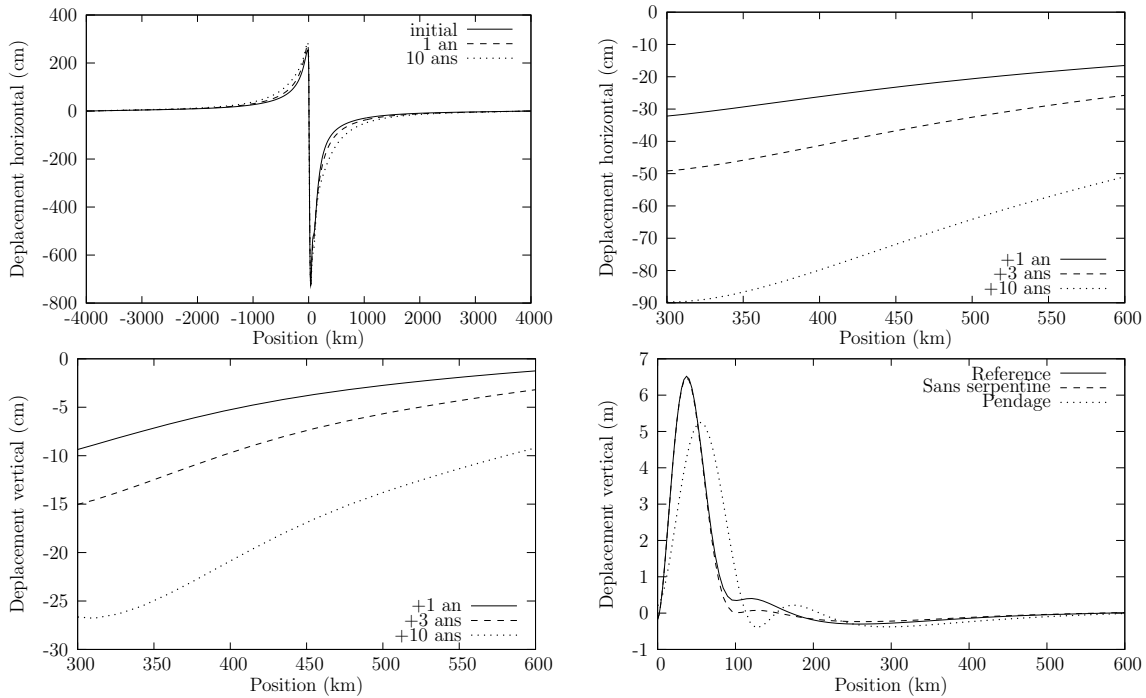 400
200
0
-200
-400
-600
-800
-4000 -3000 -2000 -1000 0 1000 2000 3000 4000
Deplacement horizontal (cm)
Position (km)
initial
1 an
10 ans
0
-10
-20
-30
-40
-50
-60
-70
-80
-90
300 350 400 450 500 550 600
Deplacement horizontal (cm)
Position (km)
+1 an
+3 ans
+10 ans
0
-5
-10
-15
-20
-25
-30
300 350 400 450 500 550 600
Deplacement vertical (cm)
Position (km)
+1 an
+3 ans
+10 ans
7
6
5
4
3
2
1
0
-1
0 100 200 300 400 500 600
Deplacement vertical (m)
Position (km)
Reference
Sans serpentine
Pendage